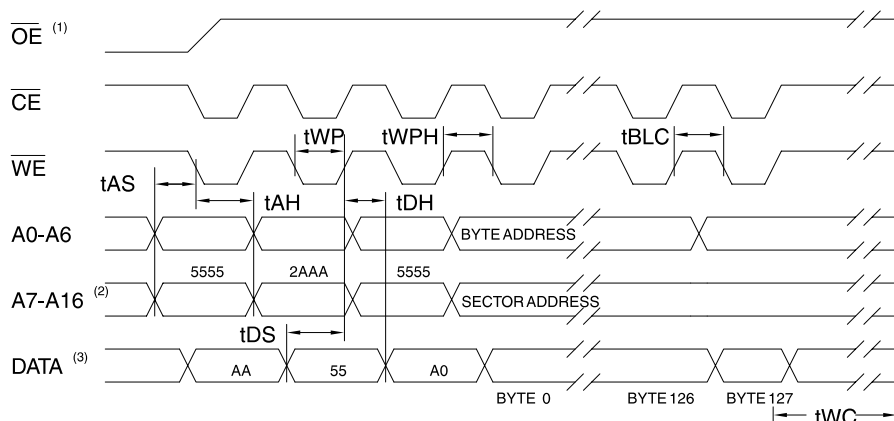 OE (1)
CE
tWP tWPH tBLC
WE
tAS tAH tDH
A0-A6 BYTE ADDRESS
5555 2AAA 5555
A7-A16 (2) SECTOR ADDRESS
tDS
DATA (3) AA 55 A0
BYTE 0 BYTE 126 BYTE 127
tWC